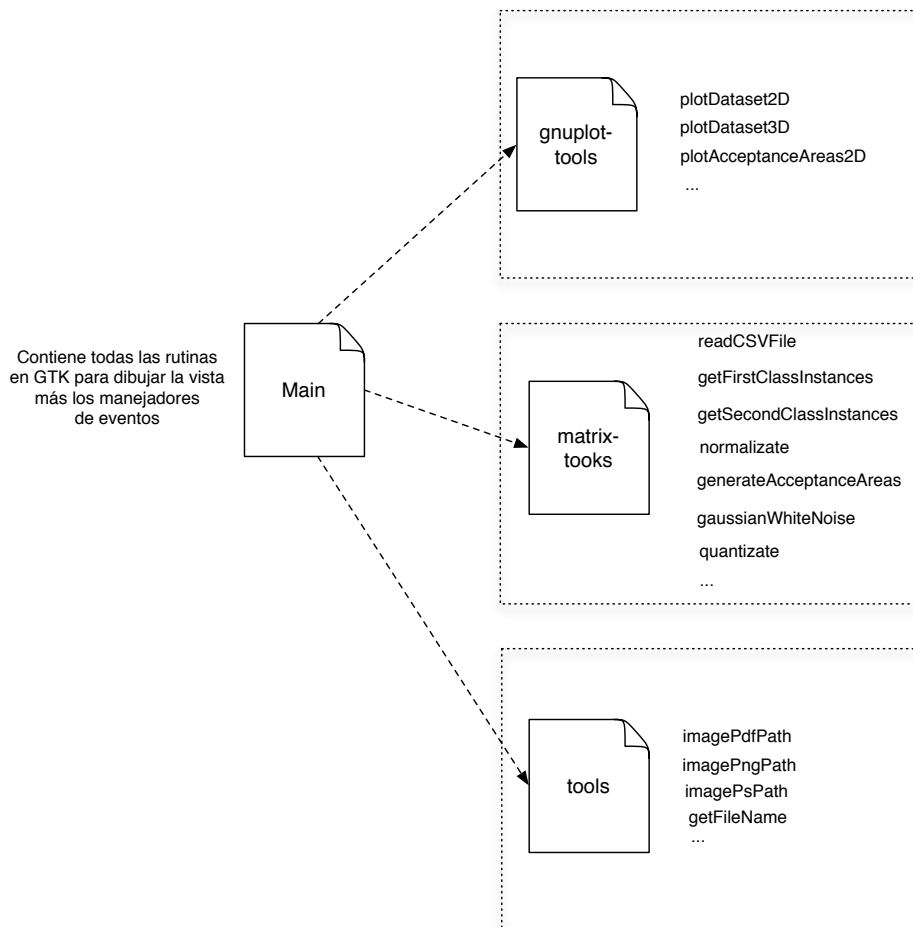 gnuplot-
tools
plotDataset2D
plotDataset3D
plotAcceptanceAreas2D
...
Contiene todas las rutinas
en GTK para dibujar la vista
más los manejadores
de eventos
Main
matrix-
tooks
readCSVFile
getFirstClassInstances
getSecondClassInstances
normalizate
generateAcceptanceAreas
gaussianWhiteNoise
quantizate
...
tools
imagePdfPath
imagePngPath
imagePsPath
getFileName
...